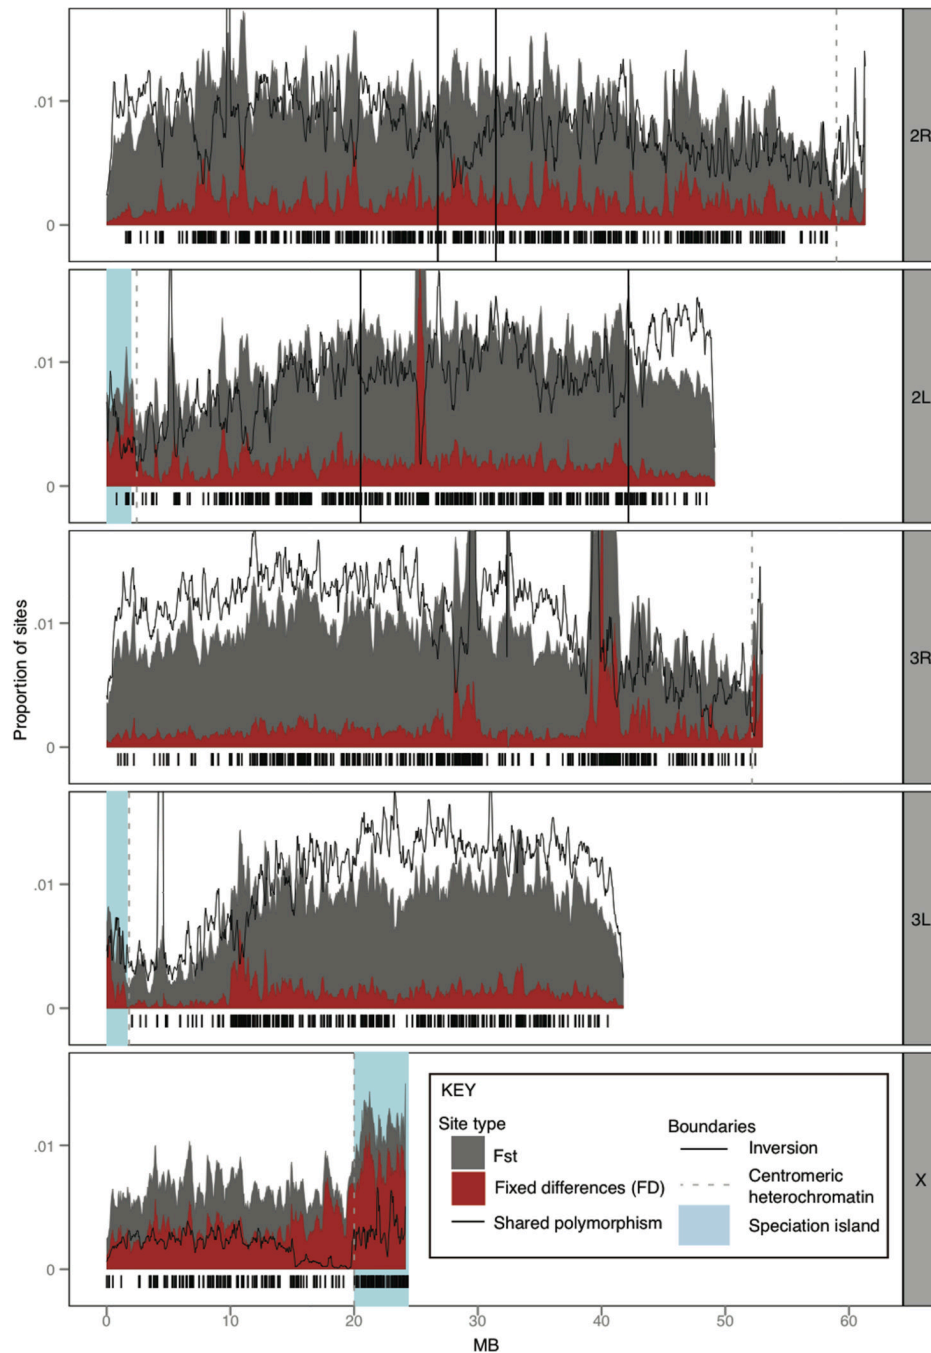 .01
0
2R
.01
0
2L
Proportion of sites
.01
0
3R
.01
0
3L
.01
0
X
KEY
Site type
Fst
Fixed differences (FD)
Shared polymorphism
Boundaries
Inversion
Centromeric
heterochromatin
Speciation island
0 10 20 30 40 50 60
MB